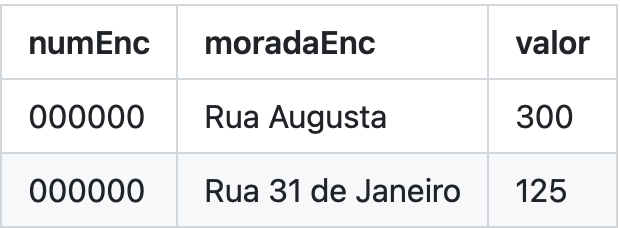 numEnc moradaEnc valor
000000 Rua Augusta 300
000000 Rua 31 de Janeiro 125